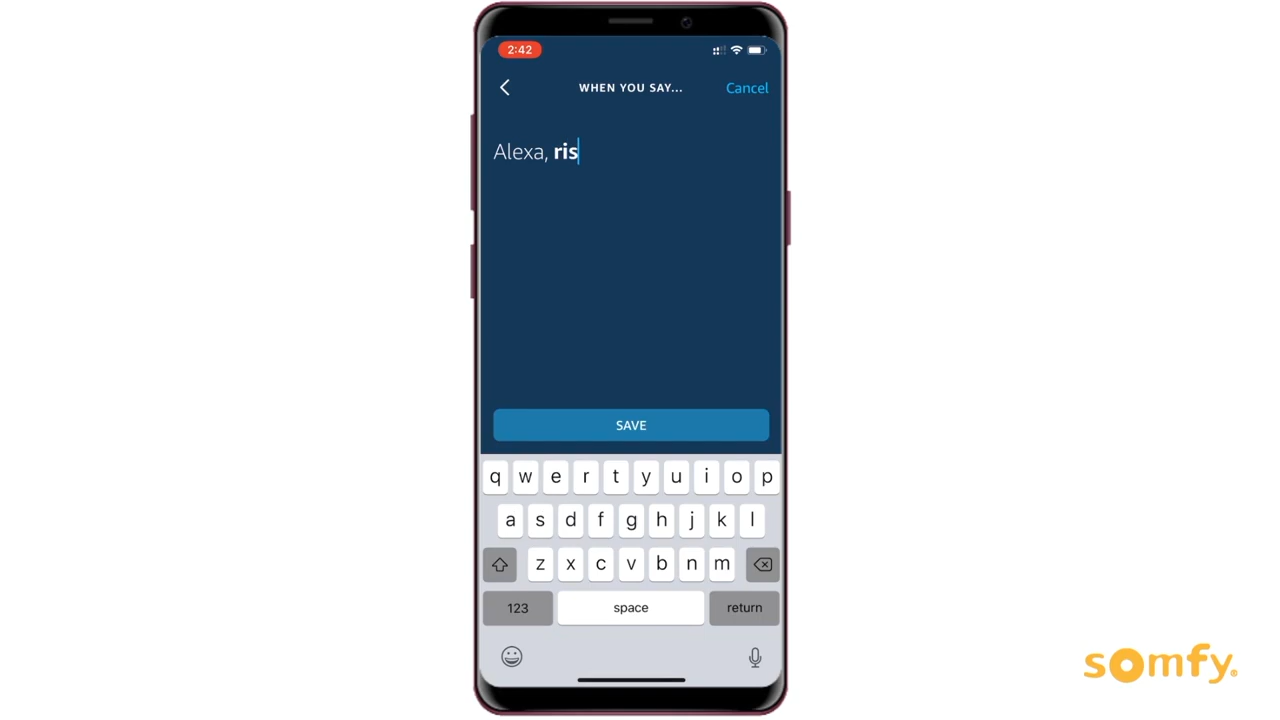 2:42
WHEN YOU SAY...
Cancel
Alexa, ris
SAVE
q w e r t y u i o p
a s d f g h j k l
z x c v b n m
123 space return
somfy®